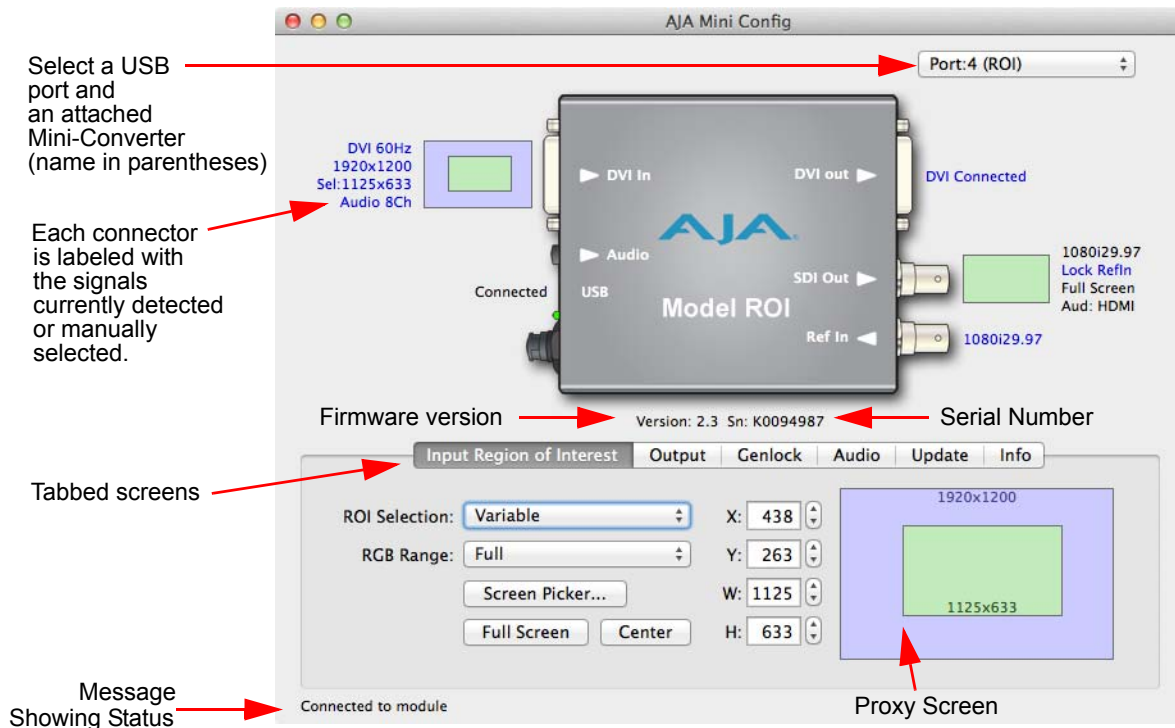 AJA Mini Config
Select a USB
port and
an attached
Mini-Converter
(name in parentheses)
Port:4 (ROI)
DVI 60Hz
1920x1200
Sel:1125x633
Audio 8Ch
DVI In
DVI out
DVI Connected
Each connector
is labeled with
the signals
currently detected
or manually
selected.
AJA
Audio
Connected
USB
SDI Out
Model ROI
Ref In
1080i29.97
Lock RefIn
Full Screen
Aud: HDMI
1080i29.97
Firmware version
Version: 2.3 Sn: K0094987
Serial Number
Tabbed screens
Input Region of Interest Output Genlock Audio Update Info
ROI Selection: Variable
X: 438
RGB Range: Full
Y: 263
Screen Picker...
W: 1125
Full Screen Center
H: 633
1920x1200
1125x633
Proxy Screen
Message
Showing Status
Connected to module